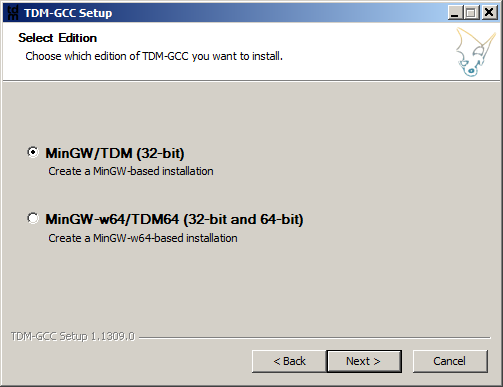 TDM-GCC Setup
Select Edition
Choose which edition of TDM-GCC you want to install.
MinGW/TDM (32-bit)
Create a MinGW-based installation
MinGW-w64/TDM64 (32-bit and 64-bit)
Create a MinGW-w64-based installation
TDM-GCC Setup 1.1309.0
< Back
Next >
Cancel